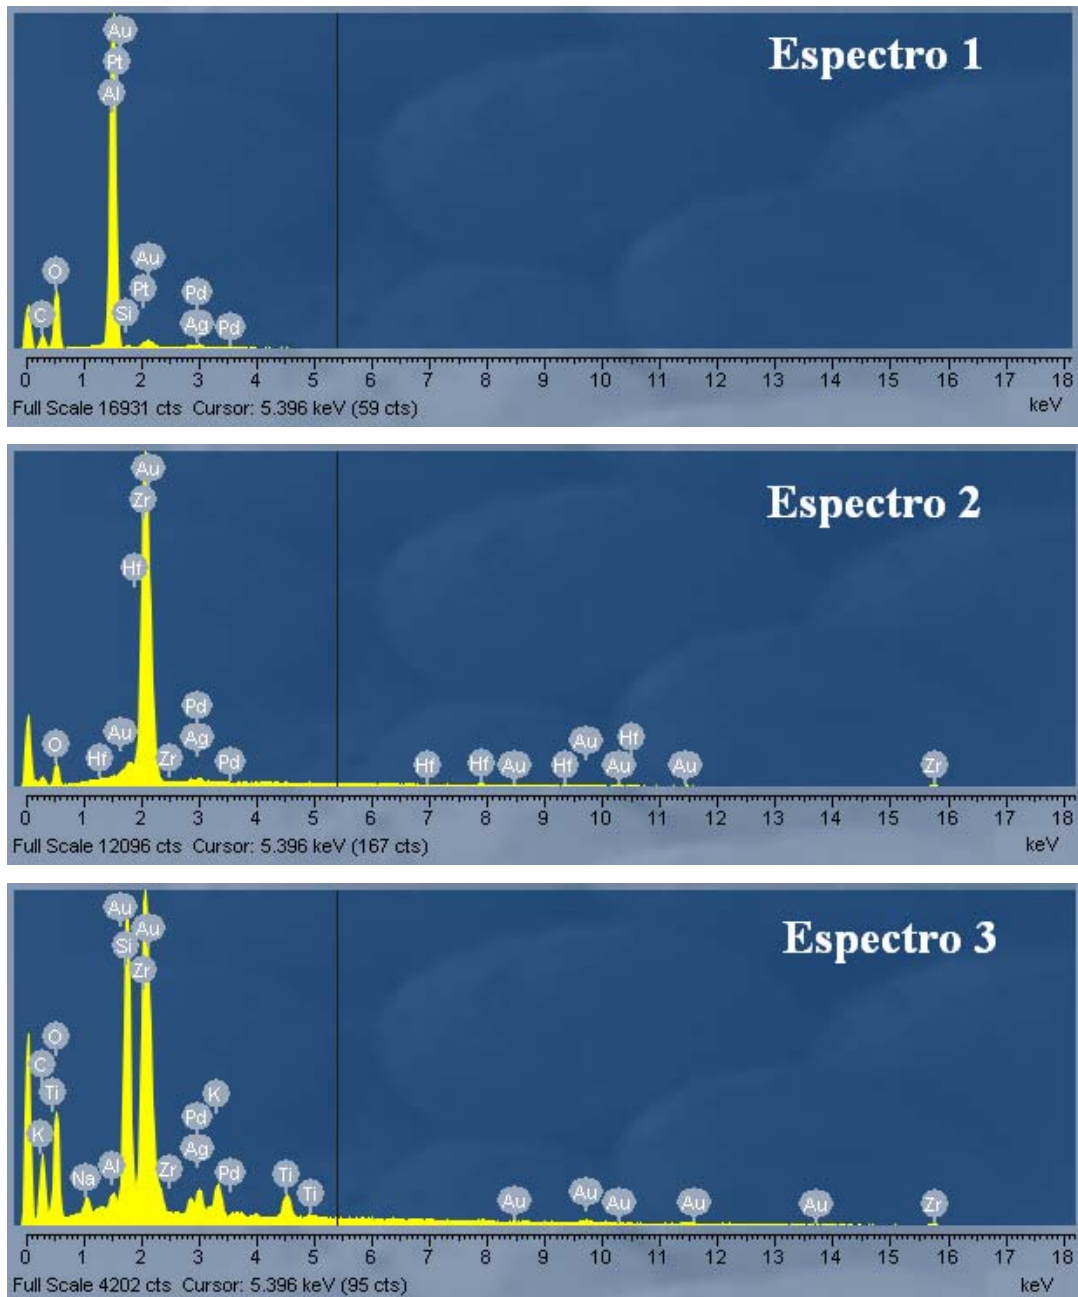 Espectro 1
Au
Pt
Al
O
C
Au
Pt
Si
Pd
Ag
Pd
0 1 2 3 4 5 6 7 8 9 10 11 12 13 14 15 16 17 18
Full Scale 16931 cts Cursor: 5.396 keV (59 cts)
keV
Espectro 2
Au
Zr
Hf
O
Hf
Au
Zr
Pd
Ag
Pd
Hf
Hf
Au
Hf
Au
Au
Hf
Au
Zr
0 1 2 3 4 5 6 7 8 9 10 11 12 13 14 15 16 17 18
Full Scale 12096 cts Cursor: 5.396 keV (167 cts)
keV
Espectro 3
Au
Si
Au
Zr
O
C
Ti
K
Na
Al
Zr
K
Pd
Ag
Pd
Ti
Ti
Au
Au
Au
Au
Au
Zr
0 1 2 3 4 5 6 7 8 9 10 11 12 13 14 15 16 17 18
Full Scale 4202 cts Cursor: 5.396 keV (95 cts)
keV